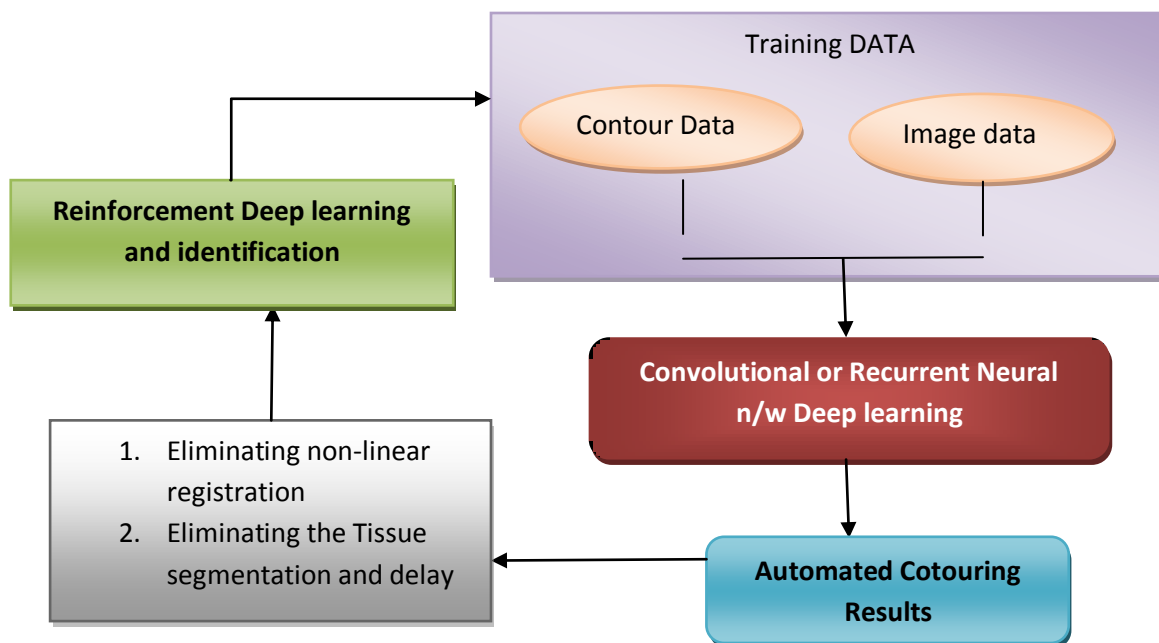 Training DATA
Contour Data
Image data
Reinforcement Deep learning
and identification
Convolutional or Recurrent Neural
n/w Deep learning
1. Eliminating non-linear
registration
2. Eliminating the Tissue
segmentation and delay
Automated Cotouring
Results